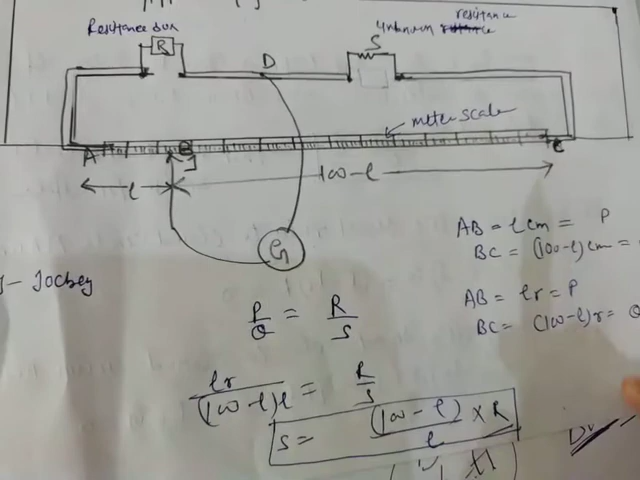 Resistance box
R
D
S
unknown resistance
meter scale
A
B
J
C
l
100-l
G
J- Jockey
AB = l cm = P
BC = (100-l) cm =
AB = lr = P
BC = (100-l)r = Q
P/Q = R/S
lr/(100-l)l = R/S
S = (100-l)/l × R